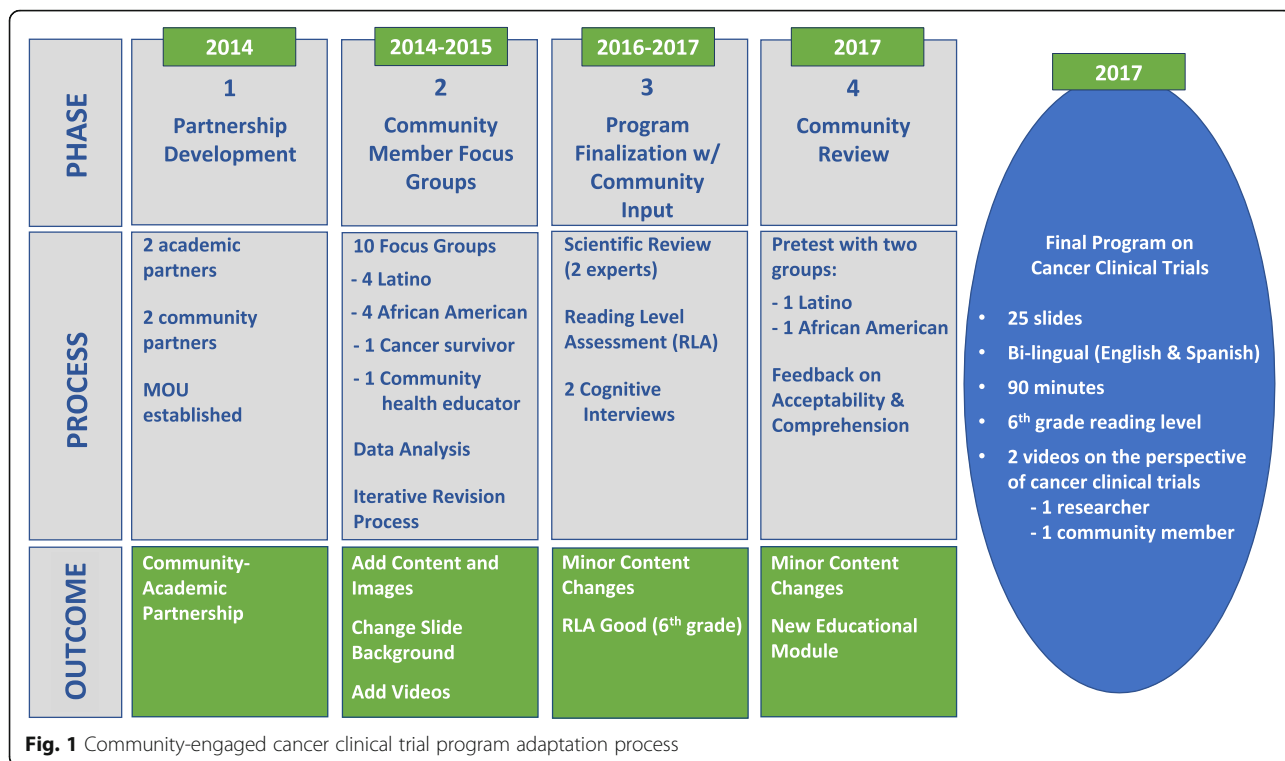 PHASE
2014
1
Partnership
Development
2014-2015
2
Community
Member Focus
Groups
2016-2017
3
Program
Finalization w/
Community
Input
2017
4
Community
Review
PROCESS
2 academic
partners
2 community
partners
MOU
established
10 Focus Groups
- 4 Latino
- 4 African American
- 1 Cancer survivor
- 1 Community
health educator
Data Analysis
Iterative Revision
Process
Scientific Review
(2 experts)
Reading Level
Assessment (RLA)
2 Cognitive
Interviews
Pretest with two
groups:
- 1 Latino
- 1 African American
Feedback on
Acceptability &
Comprehension
OUTCOME
Community-
Academic
Partnership
Add Content and
Images
Change Slide
Background
Add Videos
Minor Content
Changes
RLA Good (6th grade)
Minor Content
Changes
New Educational
Module
2017
Final Program on
Cancer Clinical Trials
• 25 slides
• Bi-lingual (English & Spanish)
• 90 minutes
• 6th grade reading level
• 2 videos on the perspective
of cancer clinical trials
- 1 researcher
- 1 community member
Fig. 1 Community-engaged cancer clinical trial program adaptation process